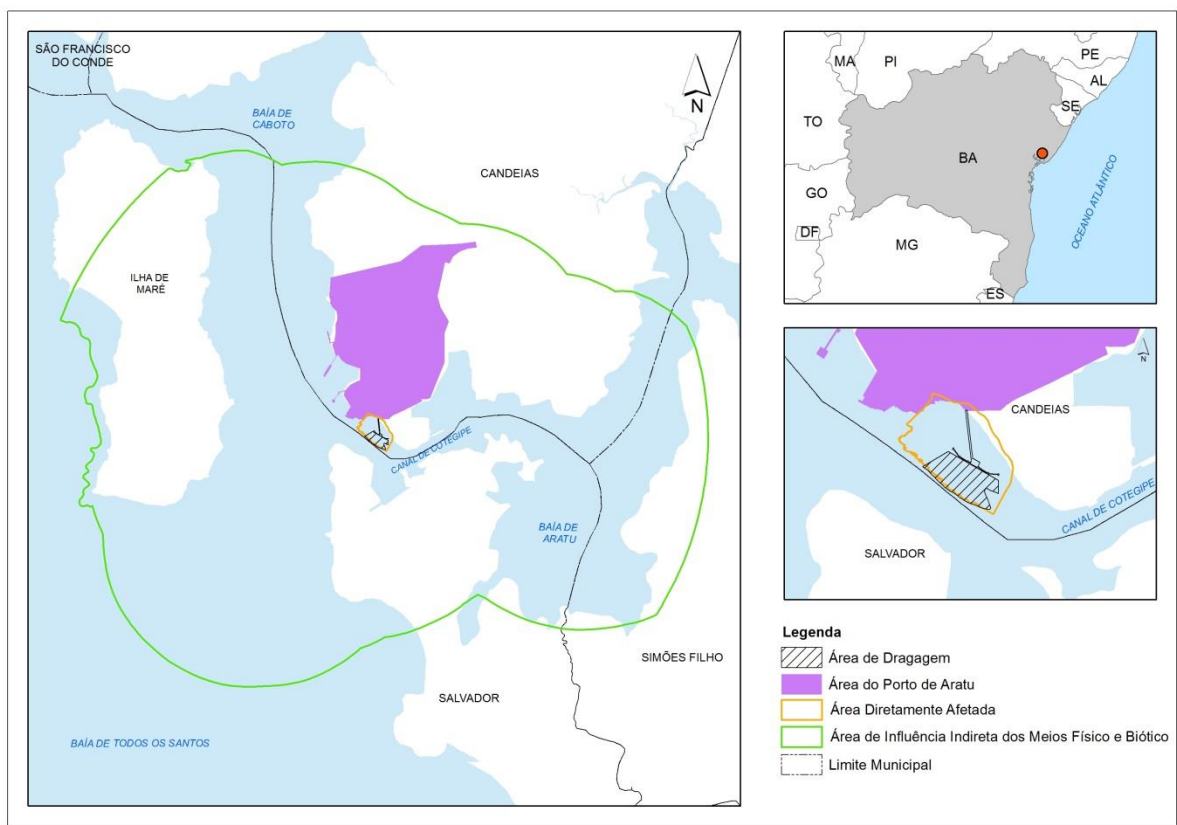 SÃO FRANCISCO
DO CONDE
BAÍA DE
CABOTO
N
CANDEIAS
ILHA DE
MARÉ
CANAL DE COTEGIPE
BAÍA DE
ARATU
SIMÕES FILHO
SALVADOR
BAÍA DE TODOS OS SANTOS
MA
PI
PE
AL
SE
TO
BA
GO
DF
MG
ES
OCEANO ATLÂNTICO
N
CANDEIAS
CANAL DE COTEGIPE
SALVADOR
Legenda
Área de Dragagem
Área do Porto de Aratu
Área Diretamente Afetada
Área de Influência Indireta dos Meios Físico e Biótico
Limite Municipal